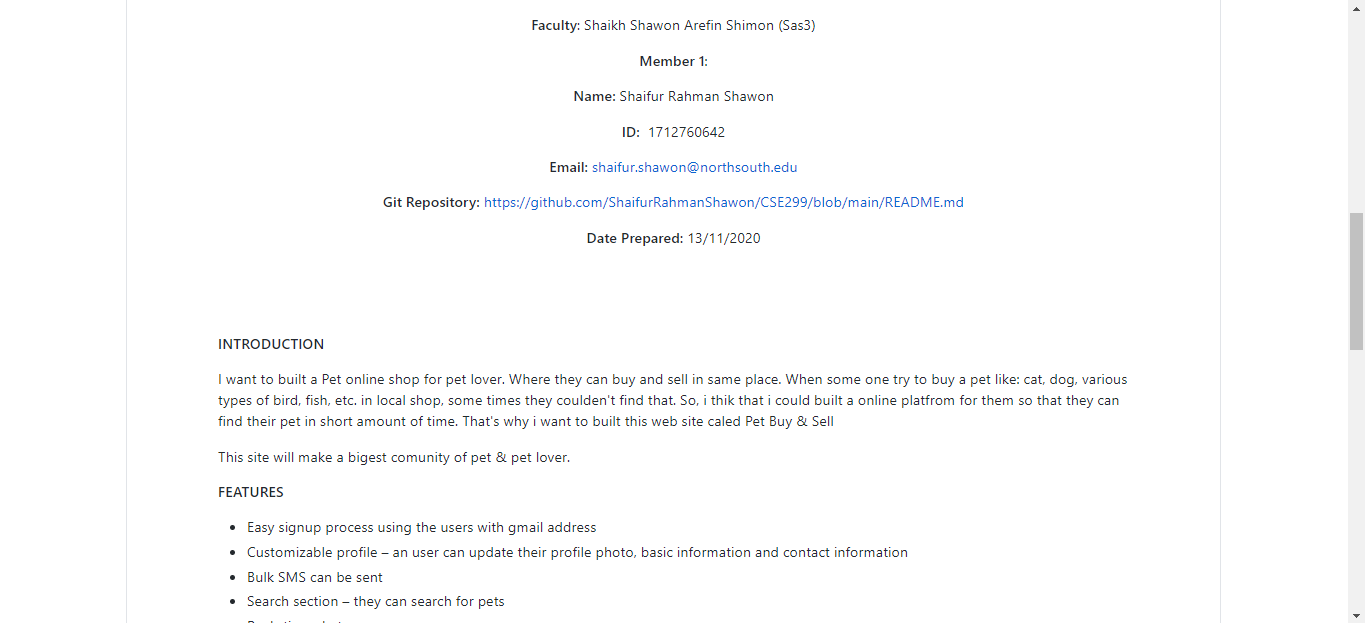 Faculty: Shaikh Shawon Arefin Shimon (Sas3)
Member 1:
Name: Shaifur Rahman Shawon
ID:  1712760642
Email: shaifur.shawon@northsouth.edu
Git Repository: https://github.com/ShaifurRahmanShawon/CSE299/blob/main/README.md
Date Prepared: 13/11/2020
INTRODUCTION
I want to built a Pet online shop for pet lover. Where they can buy and sell in same place. When some one try to buy a pet like: cat, dog, various
types of bird, fish, etc. in local shop, some times they coulden't find that. So, i thik that i could built a online platfrom for them so that they can
find their pet in short amount of time. That's why i want to built this web site caled Pet Buy & Sell
This site will make a bigest comunity of pet & pet lover.
FEATURES
• Easy signup process using the users with gmail address
• Customizable profile – an user can update their profile photo, basic information and contact information
• Bulk SMS can be sent
• Search section – they can search for pets